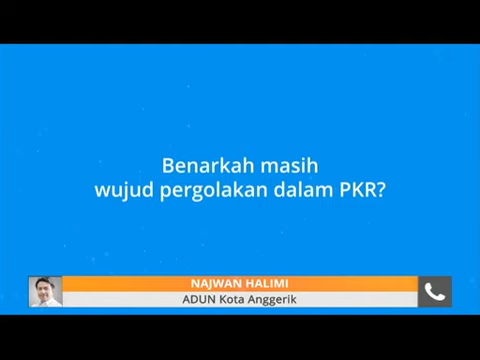 Benarkah masih
wujud pergolakan dalam PKR?
NAJWAN HALIMI
ADUN Kota Anggerik